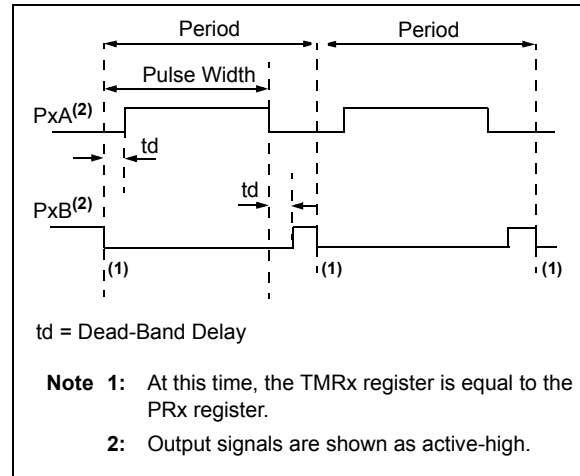 Period Period
Pulse Width
PxA(2)
td
td
PxB(2)
(1) (1) (1)
td = Dead-Band Delay
Note 1: At this time, the TMRx register is equal to the
PRx register.
2: Output signals are shown as active-high.